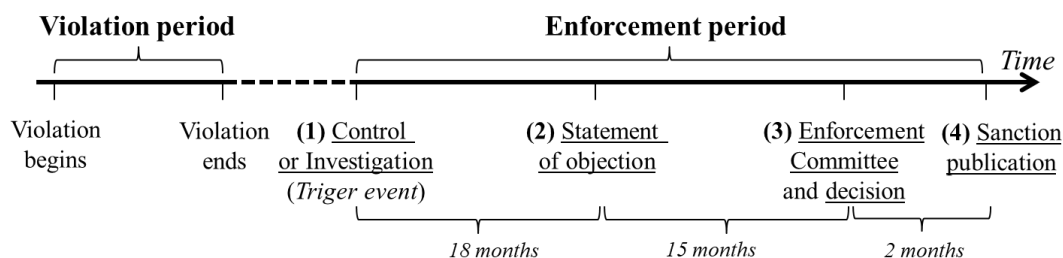 Violation period
Enforcement period
Time
Violation begins
Violation ends
(1) Control or Investigation (Triger event)
(2) Statement of objection
(3) Enforcement Committee and decision
(4) Sanction publication
18 months
15 months
2 months